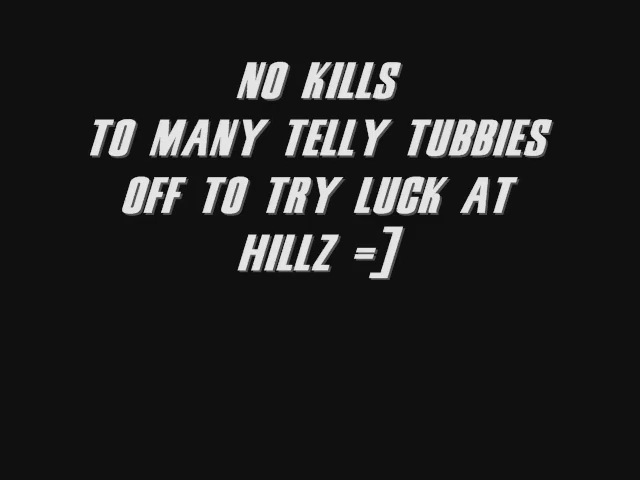 NO KILLS
TO MANY TELLY TUBBIES
OFF TO TRY LUCK AT
HILLZ =]